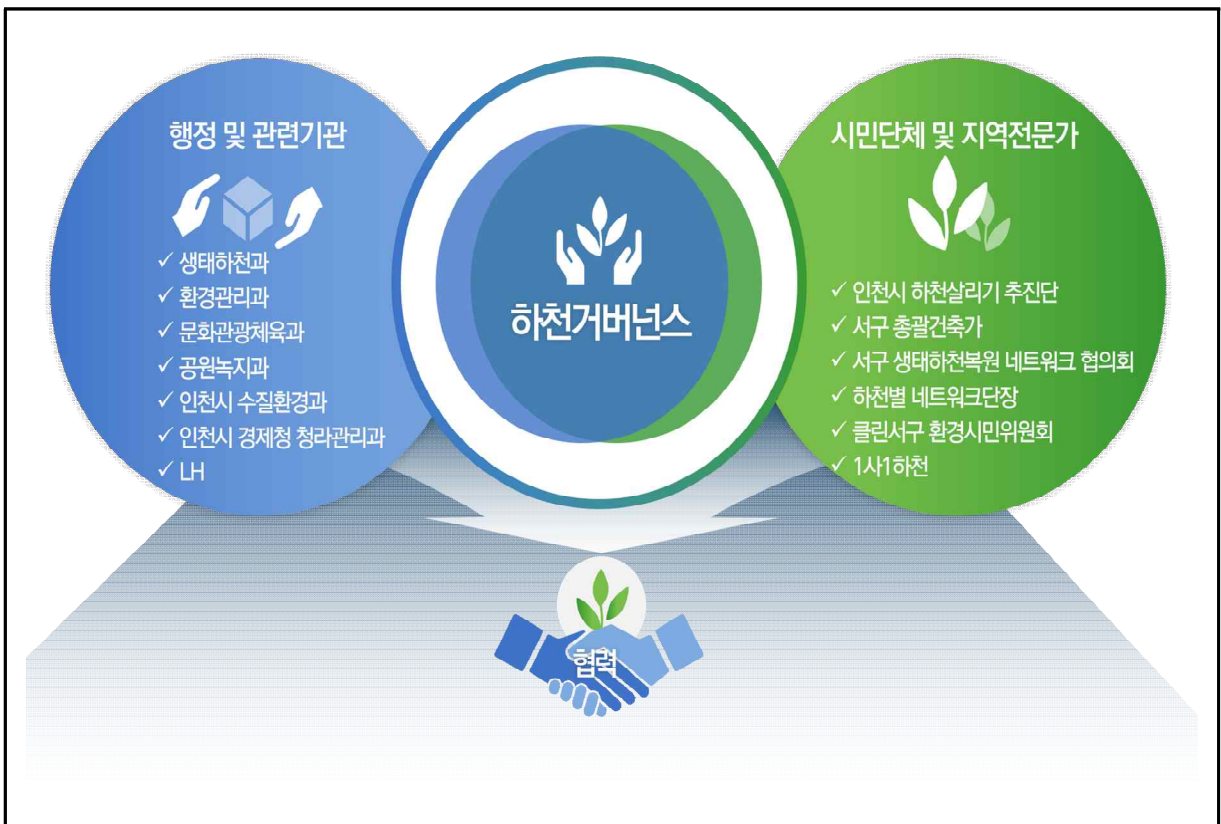 행정 및 관련기관
✓ 생태하천과
✓ 환경관리과
✓ 문화관광체육과
✓ 공원녹지과
✓ 인천시 수질환경과
✓ 인천시 경제청 청라관리과
✓ LH
하천거버넌스
시민단체 및 지역전문가
✓ 인천시 하천살리기 추진단
✓ 서구 총괄건축가
✓ 서구 생태하천복원 네트워크 협의회
✓ 하천별 네트워크단장
✓ 클린서구 환경시민위원회
✓ 1사1하천
협력